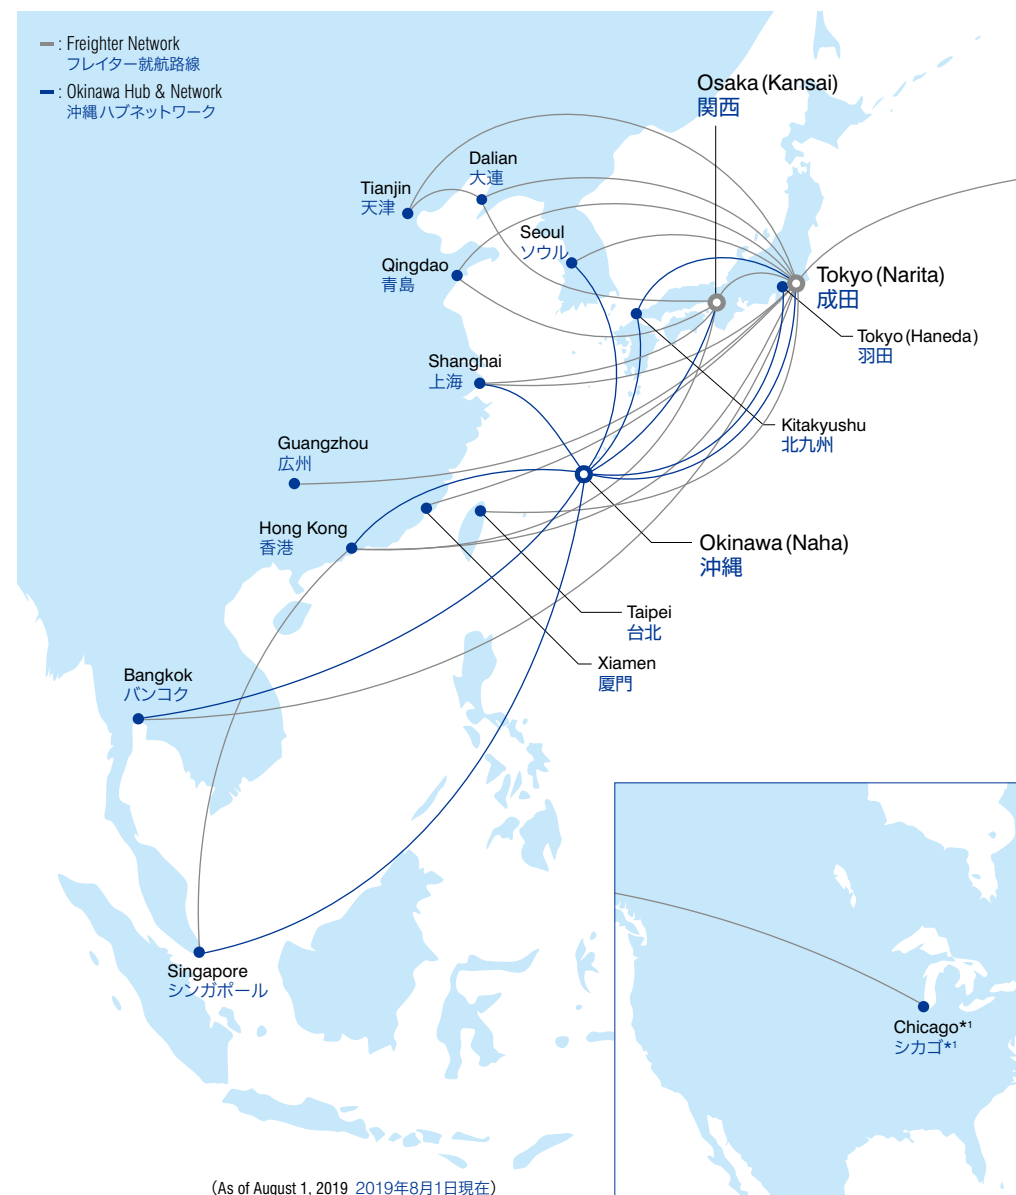 : Freighter Network
フレイター就航路線
: Okinawa Hub & Network
沖縄ハブネットワーク
Osaka (Kansai)
関西
Dalian
大連
Tianjin
天津
Seoul
ソウル
Qingdao
青島
Tokyo (Narita)
成田
Tokyo (Haneda)
羽田
Shanghai
上海
Kitakyushu
北九州
Guangzhou
広州
Hong Kong
香港
Okinawa (Naha)
沖縄
Taipei
台北
Xiamen
厦門
Bangkok
バンコク
Singapore
シンガポール
Chicago*1
シカゴ*1
(As of August 1, 2019 2019年8月1日現在)